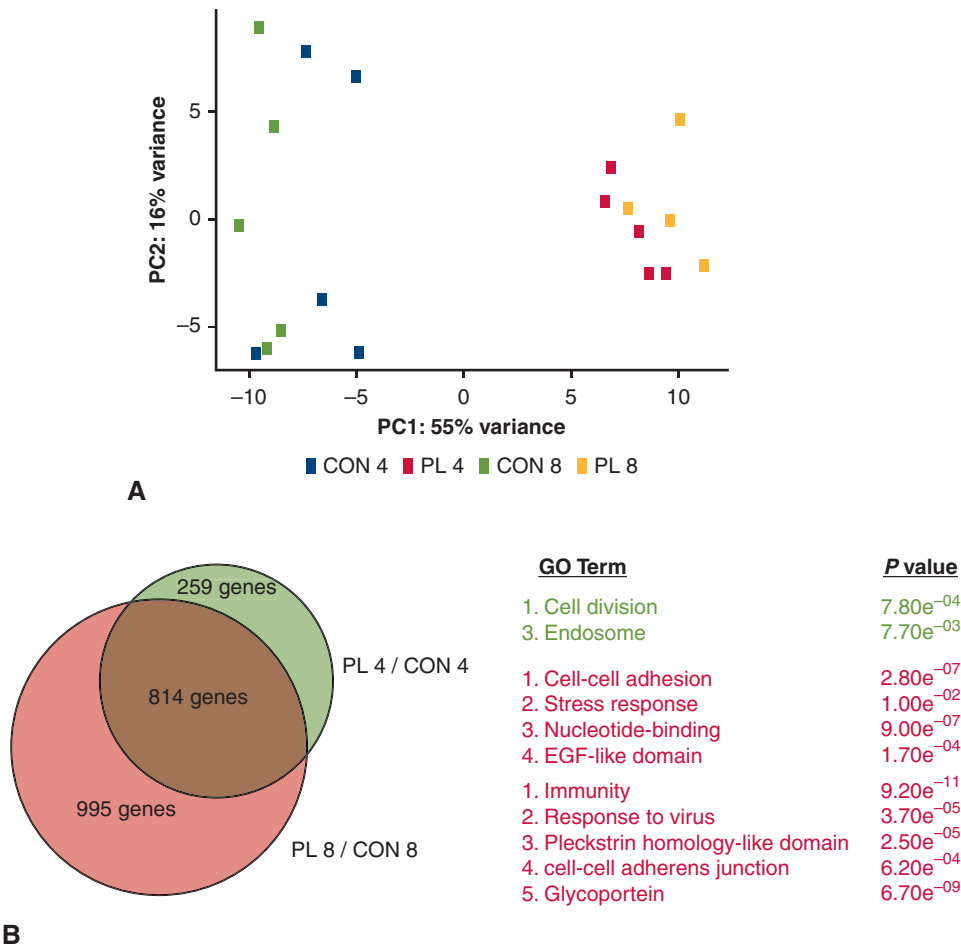 5
0
−5
PC2: 16% variance
−10 −5 0 5 10
PC1: 55% variance
CON 4 PL 4 CON 8 PL 8
A
259 genes
PL 4 / CON 4
814 genes
995 genes
PL 8 / CON 8
GO Term P value
1. Cell division 7.80e−04
3. Endosome 7.70e−03
1. Cell-cell adhesion 2.80e−07
2. Stress response 1.00e−02
3. Nucleotide-binding 9.00e−07
4. EGF-like domain 1.70e−04
1. Immunity 9.20e−11
2. Response to virus 3.70e−05
3. Pleckstrin homology-like domain 2.50e−05
4. cell-cell adherens junction 6.20e−04
5. Glycoportein 6.70e−09
B